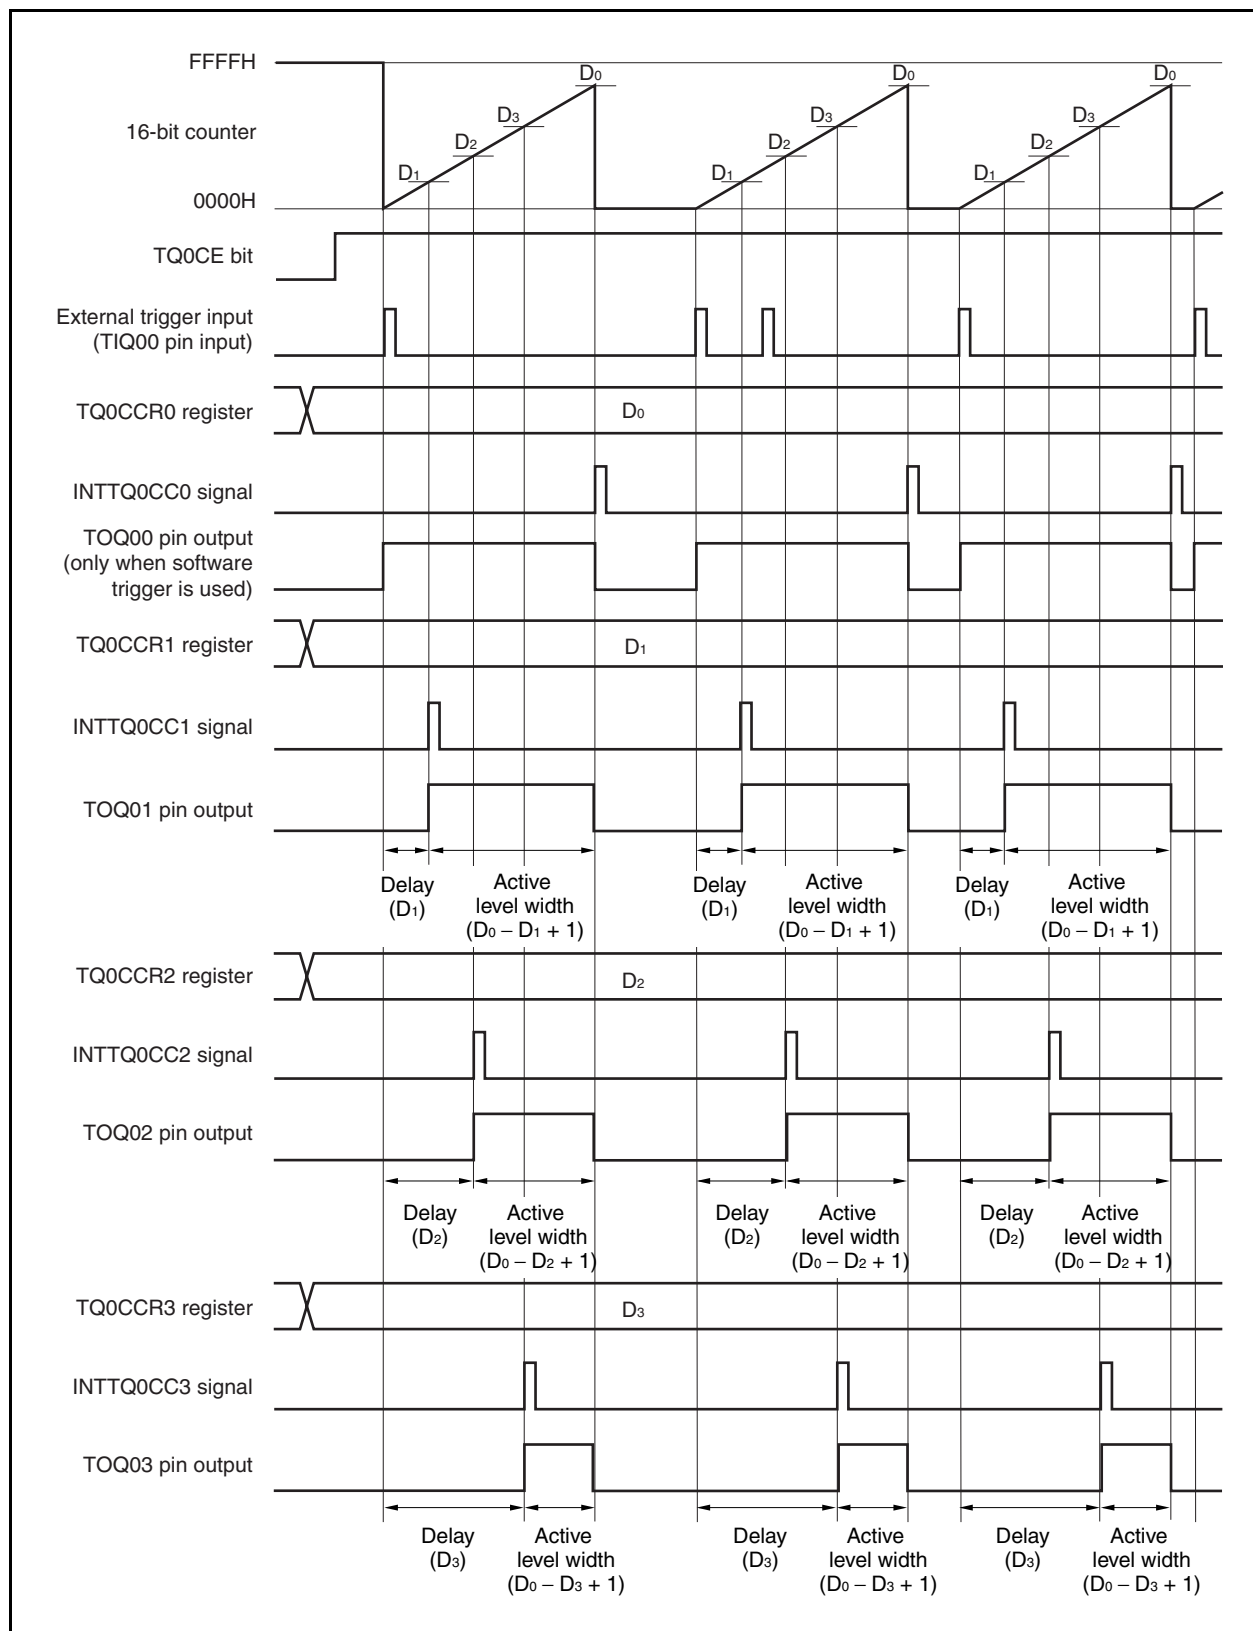 FFFFH
D0 D0 D0
D3 D3 D3
16-bit counter
D2 D2 D2
D1 D1 D1
0000H
TQ0CE bit
External trigger input
(TIQ00 pin input)
TQ0CCR0 register D0
INTTQ0CC0 signal
TOQ00 pin output
(only when software
trigger is used)
TQ0CCR1 register D1
INTTQ0CC1 signal
TOQ01 pin output
Delay Active Delay Active Delay Active
(D1) level width (D1) level width (D1) level width
(D0 – D1 + 1) (D0 – D1 + 1) (D0 – D1 + 1)
TQ0CCR2 register D2
INTTQ0CC2 signal
TOQ02 pin output
Delay Active Delay Active Delay Active
(D2) level width (D2) level width (D2) level width
(D0 – D2 + 1) (D0 – D2 + 1) (D0 – D2 + 1)
TQ0CCR3 register D3
INTTQ0CC3 signal
TOQ03 pin output
Delay Active Delay Active Delay Active
(D3) level width (D3) level width (D3) level width
(D0 – D3 + 1) (D0 – D3 + 1) (D0 – D3 + 1)